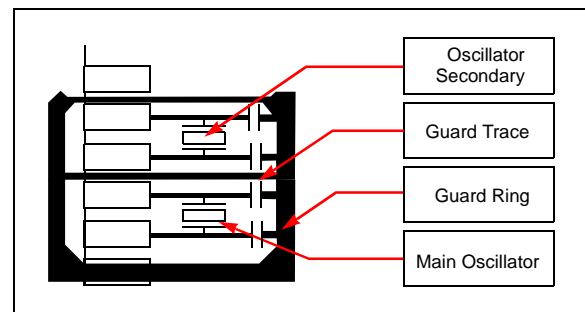 Oscillator
Secondary
Guard Trace
Guard Ring
Main Oscillator